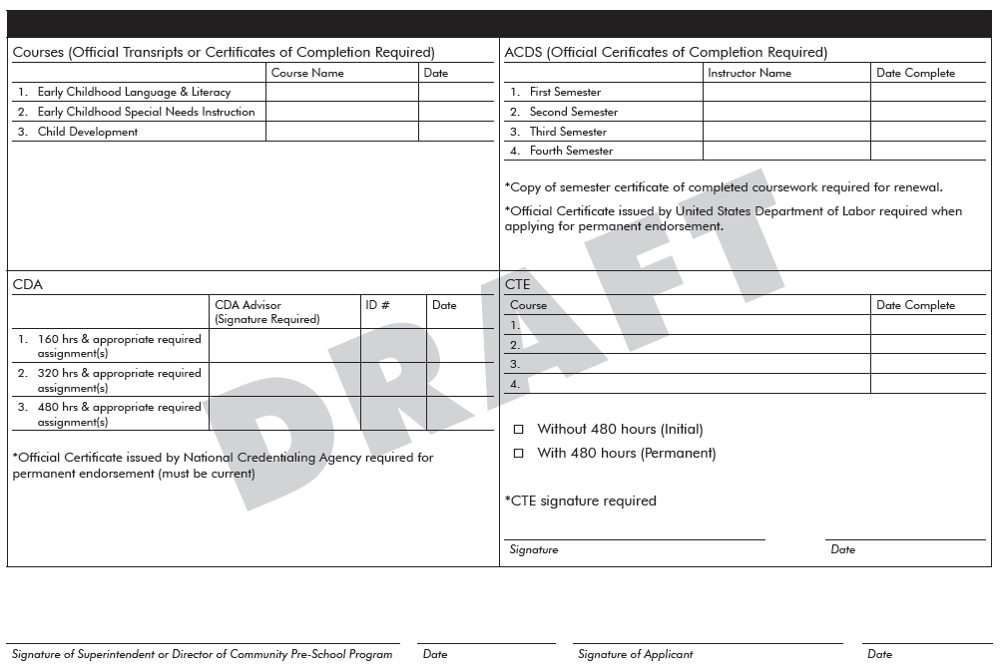 Courses (Official Transripts or Certificates of Completion Required)
Course Name Date
1. Early Childhood Language & Literacy
2. Early Childhood Special Needs Instruction
3. Child Development
ACDS (Official Cerificates of Completion Required)
Instructor Name Date Complete
1. First Semester
2. Second Semester
3. Third Semester
4. Fourth Semester
*Copy of semester certificate of completed coursework required for renewal.
*Official Certificate issued by United States Department of Labor required when
applying for permanent endorsement.
CDA
CDA Advisor
(Signature Required)
ID #
Date
1. 160 hrs & appropriate required
assignment(s)
2. 320 hrs & appropriate required
assignment(s)
3. 480 hrs & appropriate required
assignment(s)
*Official Certificate issued by National Credentialing Agency required for
permanent endorsement (must be current)
CTE
Course Date Complete
1.
2.
3.
4.
Without 480 hours (Initial)
With 480 hours (Permanent)
*CTE signature required
Signature Date
DRAFT
Signature of Superintendent or Director of Community Pre-School Program Date Signature of Applicant Date